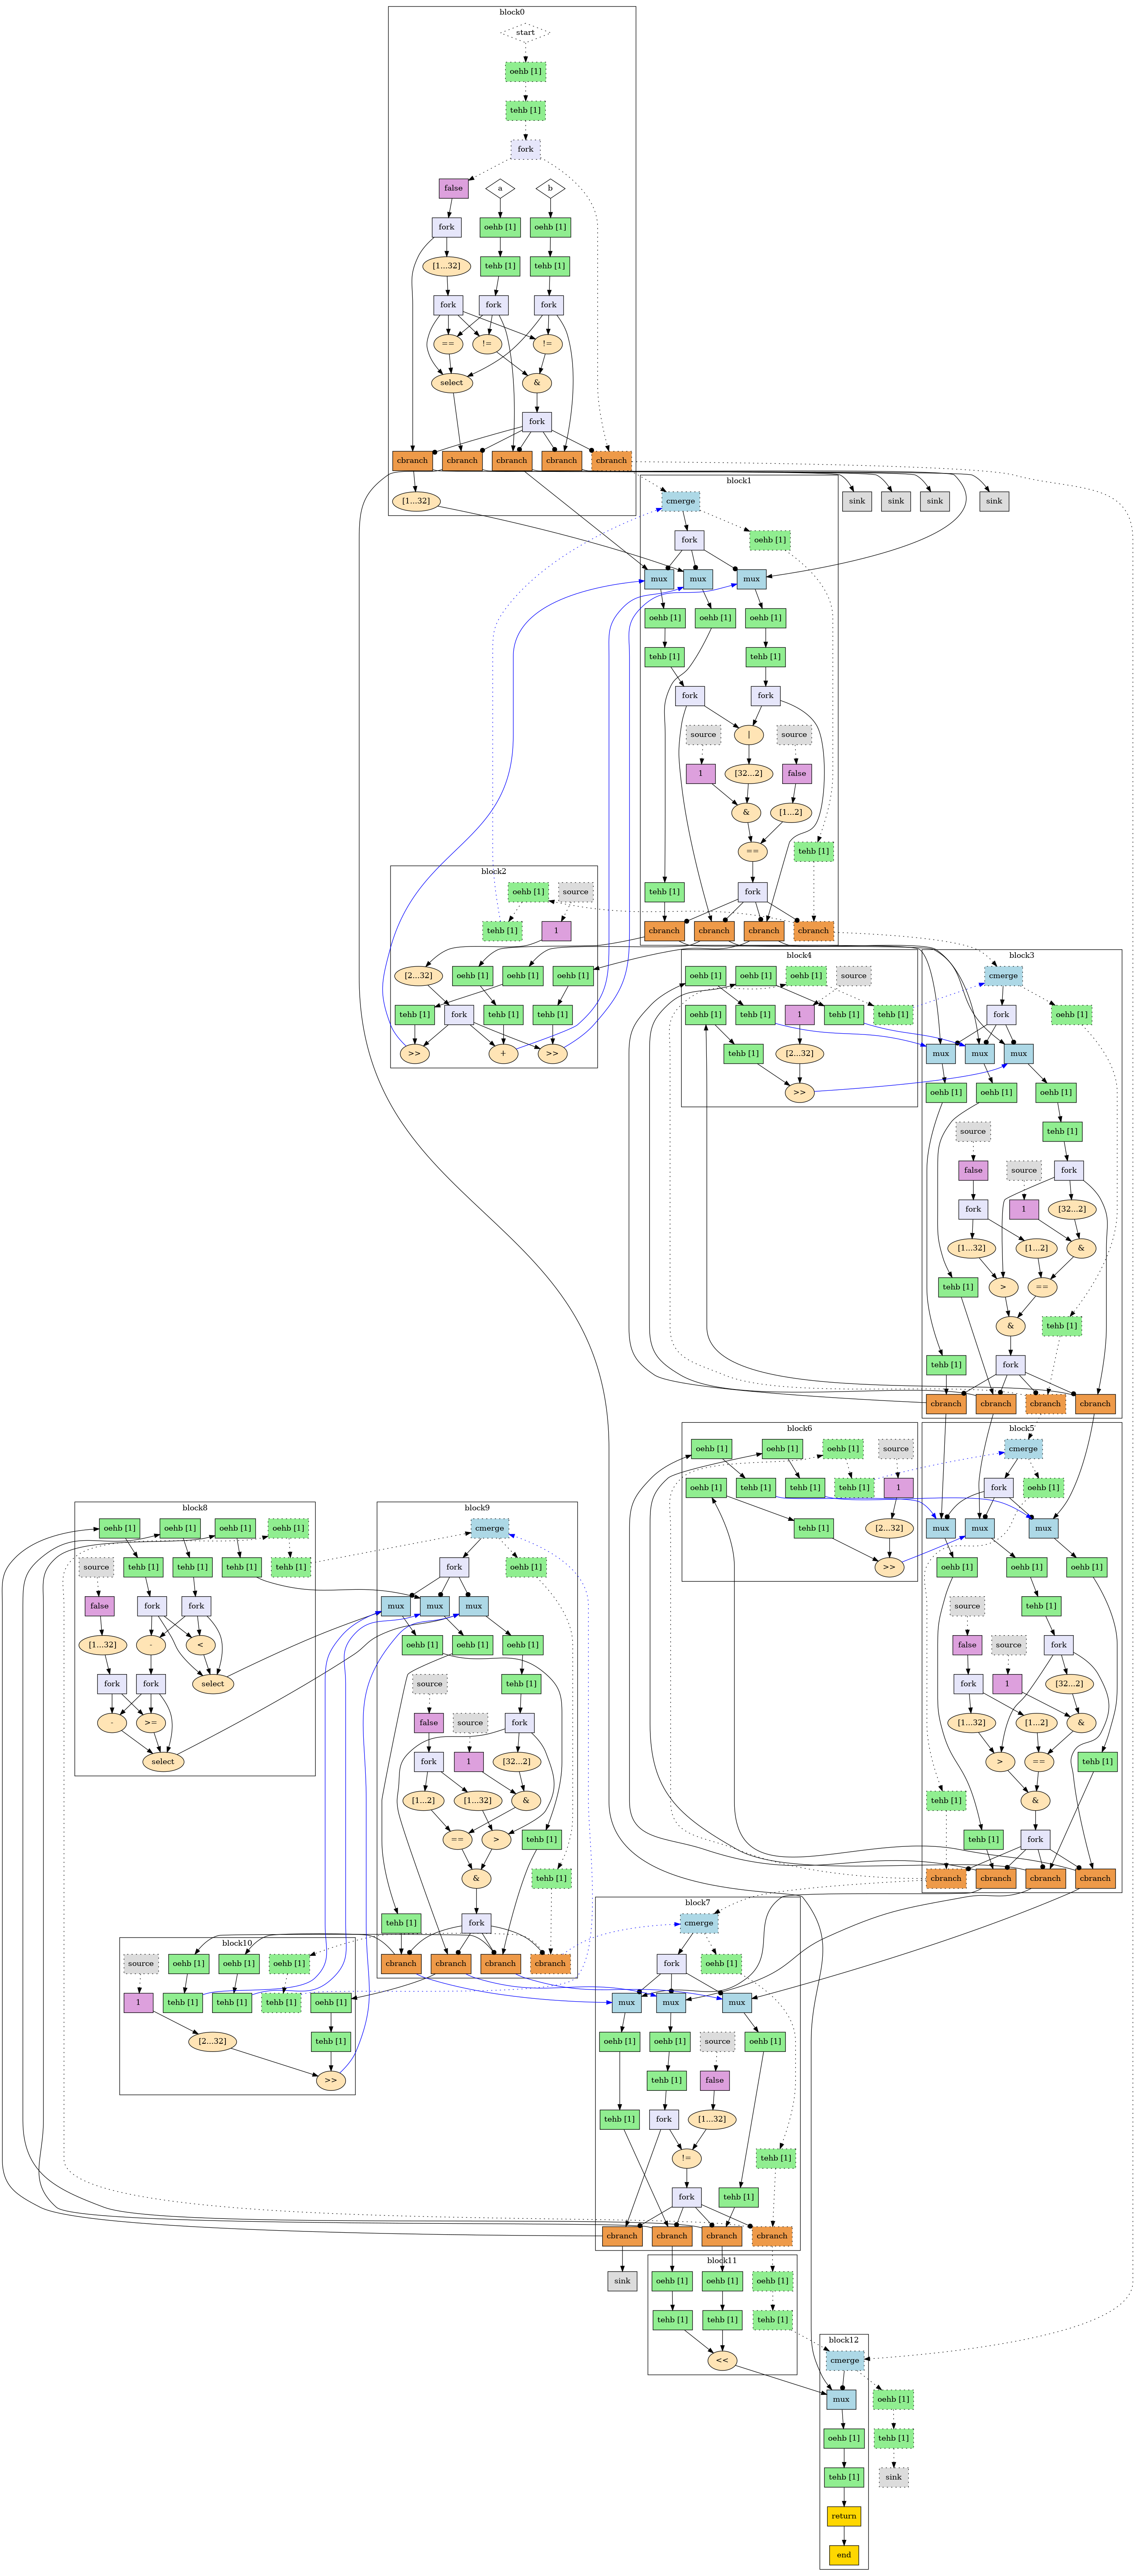 block0
start
oehb [1]
tehb [1]
fork
false a b
fork oehb [1] oehb [1]
[1...32] tehb [1] tehb [1]
fork fork fork
== != !=
select &
fork
cbranch cbranch cbranch cbranch cbranch
[1...32]
sink sink sink sink
block1
cmerge
fork oehb [1]
mux mux mux
oehb [1] oehb [1] oehb [1]
tehb [1] tehb [1]
fork fork
source | source
1 [32...2] false
& [1...2]
== tehb [1]
tehb [1] fork
cbranch cbranch cbranch cbranch
block2
oehb [1] source
tehb [1] 1
[2...32] oehb [1] oehb [1] oehb [1]
tehb [1] fork tehb [1] tehb [1]
>> + >>
block4
oehb [1] oehb [1] oehb [1] source
oehb [1] tehb [1] 1 tehb [1] tehb [1]
tehb [1] [2...32]
>>
block3
cmerge
fork oehb [1]
mux mux mux
oehb [1] oehb [1] oehb [1]
source tehb [1]
false source fork
fork 1 [32...2]
[1...32] [1...2] &
tehb [1] > ==
& tehb [1]
tehb [1] fork
cbranch cbranch cbranch cbranch
block6
oehb [1] oehb [1] oehb [1] source
oehb [1] tehb [1] tehb [1] tehb [1] 1
tehb [1] [2...32]
>>
block5
cmerge
fork oehb [1]
mux mux mux
oehb [1] oehb [1] oehb [1]
source tehb [1]
false source fork
fork 1 [32...2]
[1...32] [1...2] &
> == tehb [1]
tehb [1] &
tehb [1] fork
cbranch cbranch cbranch cbranch
block8
oehb [1] oehb [1] oehb [1] oehb [1]
source tehb [1] tehb [1] tehb [1] tehb [1]
false fork fork
[1...32] - <
fork fork select
- >=
select
block9
cmerge
fork oehb [1]
mux mux mux
oehb [1] oehb [1] oehb [1]
source tehb [1]
false source fork
fork 1 [32...2]
[1...2] [1...32] &
== > tehb [1]
& tehb [1]
tehb [1] fork
cbranch cbranch cbranch cbranch
block10
source oehb [1] oehb [1] oehb [1]
1 tehb [1] tehb [1] tehb [1] oehb [1]
[2...32] tehb [1]
>>
block7
cmerge
fork oehb [1]
mux mux mux
oehb [1] oehb [1] source oehb [1]
tehb [1] false
tehb [1] fork [1...32]
!= tehb [1]
fork tehb [1]
cbranch cbranch cbranch cbranch
sink
block11
oehb [1] oehb [1] oehb [1]
tehb [1] tehb [1] tehb [1]
<<
block12
cmerge
mux oehb [1]
oehb [1] tehb [1]
tehb [1] sink
return
end